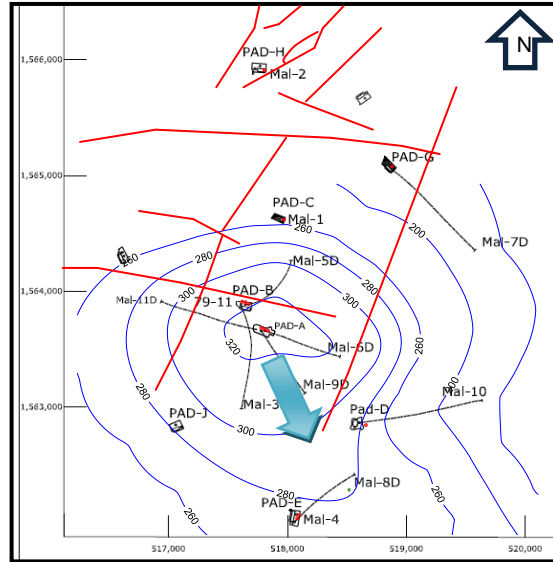 N
PAD-H
Mal-2
1,566,000
PAD-G
1,565,000
PAD-C
Mal-1
260
200
Mal-7D
260
280
Mal-5D
300
300
1,564,000
PAD-B
Mal-11D
79-11
PAD-A
320
Mal-6D
260
280
Mal-9D
Mal-10
200
1,563,000
300
Mal-3
Pad-D
PAD-J
280
Mal-8D
280
PAD-E
Mal-4
260
260
517,000
518,000
519,000
520,000